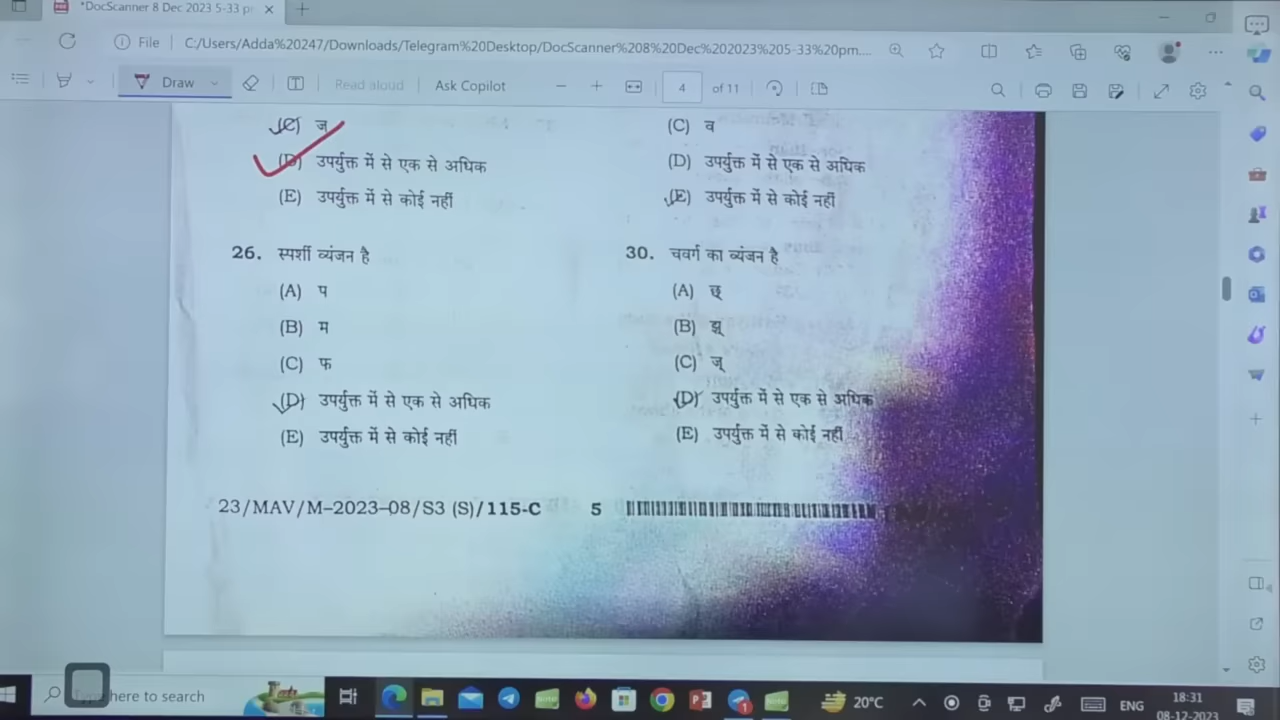 *DocScanner 8 Dec 2023 5-33 pm
File C:/Users/Adda%20247/Downloads/Telegram%20Desktop/DocScanner%208%20Dec%202023%205-33%20pm....
Draw Read aloud Ask Copilot 4 of 11
(C) ज
(D) उपर्युक्त में से एक से अधिक
(E) उपर्युक्त में से कोई नहीं
26. स्पर्शी व्यंजन है
(A) प
(B) म
(C) फ
(D) उपर्युक्त में से एक से अधिक
(E) उपर्युक्त में से कोई नहीं
(C) व
(D) उपर्युक्त में से एक से अधिक
(E) उपर्युक्त में से कोई नहीं
30. चवर्ग का व्यंजन है
(A) छ्
(B) झ्
(C) ज्
(D) उपर्युक्त में से एक से अधिक
(E) उपर्युक्त में से कोई नहीं
23/MAV/M–2023–08/S3 (S)/115-C 5
Type here to search
20°C
ENG
18:31
08-12-2023